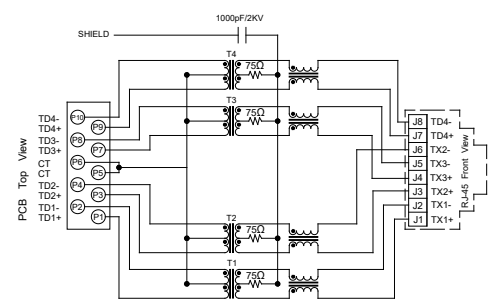 1000pF/2KV
SHIELD
T4
75Ω
T3
75Ω
TD4- P10
TD4+ P9
TD3- P8
TD3+ P7
CT P6
CT P5
TD2- P4
TD2+ P3
TD1- P2
TD1+ P1
PCB Top View
J8 TD4-
J7 TD4+
J6 TX2-
J5 TX3-
J4 TX3+
J3 TX2+
J2 TX1-
J1 TX1+
RJ-45 Front View
T2
75Ω
T1
75Ω